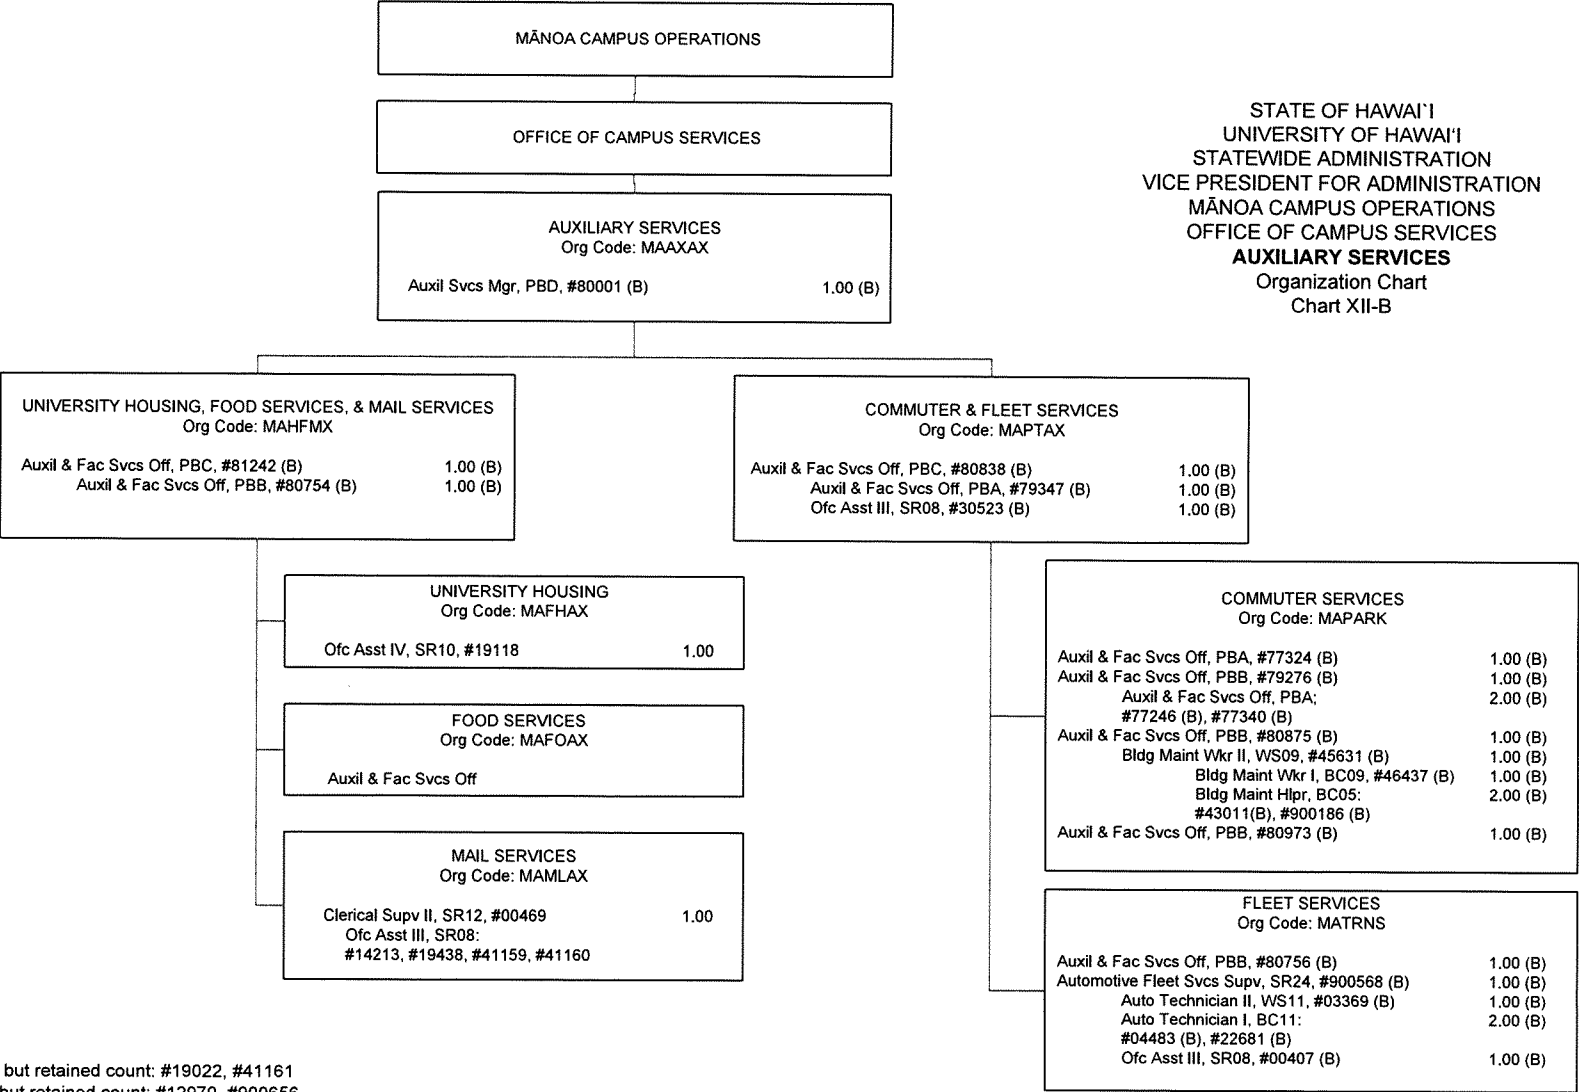 MĀNOA CAMPUS OPERATIONS
OFFICE OF CAMPUS SERVICES
AUXILIARY SERVICES
Org Code: MAAXAX
Auxil Svcs Mgr, PBD, #80001 (B) 1.00 (B)
STATE OF HAWAI`I
UNIVERSITY OF HAWAI‘I
STATEWIDE ADMINISTRATION
VICE PRESIDENT FOR ADMINISTRATION
MĀNOA CAMPUS OPERATIONS
OFFICE OF CAMPUS SERVICES
AUXILIARY SERVICES
Organization Chart
Chart XII-B
UNIVERSITY HOUSING, FOOD SERVICES, & MAIL SERVICES
Org Code: MAHFMX
Auxil & Fac Svcs Off, PBC, #81242 (B) 1.00 (B)
Auxil & Fac Svcs Off, PBB, #80754 (B) 1.00 (B)
COMMUTER & FLEET SERVICES
Org Code: MAPTAX
Auxil & Fac Svcs Off, PBC, #80838 (B) 1.00 (B)
Auxil & Fac Svcs Off, PBA, #79347 (B) 1.00 (B)
Ofc Asst III, SR08, #30523 (B) 1.00 (B)
UNIVERSITY HOUSING
Org Code: MAFHAX
Ofc Asst IV, SR10, #19118 1.00
FOOD SERVICES
Org Code: MAFOAX
Auxil & Fac Svcs Off
MAIL SERVICES
Org Code: MAMLAX
Clerical Supv II, SR12, #00469 1.00
Ofc Asst III, SR08:
#14213, #19438, #41159, #41160
COMMUTER SERVICES
Org Code: MAPARK
Auxil & Fac Svcs Off, PBA, #77324 (B) 1.00 (B)
Auxil & Fac Svcs Off, PBB, #79276 (B) 1.00 (B)
Auxil & Fac Svcs Off, PBA; 2.00 (B)
#77246 (B), #77340 (B)
Auxil & Fac Svcs Off, PBB, #80875 (B) 1.00 (B)
Bldg Maint Wkr II, WS09, #45631 (B) 1.00 (B)
Bldg Maint Wkr I, BC09, #46437 (B) 1.00 (B)
Bldg Maint Hlpr, BC05: 2.00 (B)
#43011(B), #900186 (B)
Auxil & Fac Svcs Off, PBB, #80973 (B) 1.00 (B)
FLEET SERVICES
Org Code: MATRNS
Auxil & Fac Svcs Off, PBB, #80756 (B) 1.00 (B)
Automotive Fleet Svcs Supv, SR24, #900568 (B) 1.00 (B)
Auto Technician II, WS11, #03369 (B) 1.00 (B)
Auto Technician I, BC11: 2.00 (B)
#04483 (B), #22681 (B)
Ofc Asst III, SR08, #00407 (B) 1.00 (B)
but retained count: #19022, #41161
but retained count: #12970, #900656